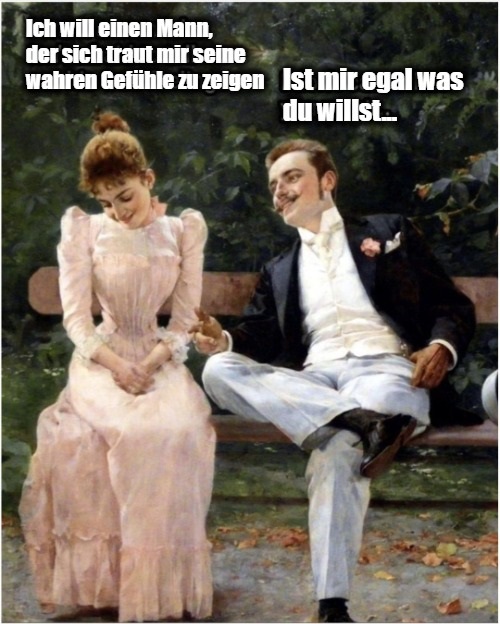 Ich will einen Mann,
der sich traut mir seine
wahren Gefühle zu zeigen
Ist mir egal was
du willst...